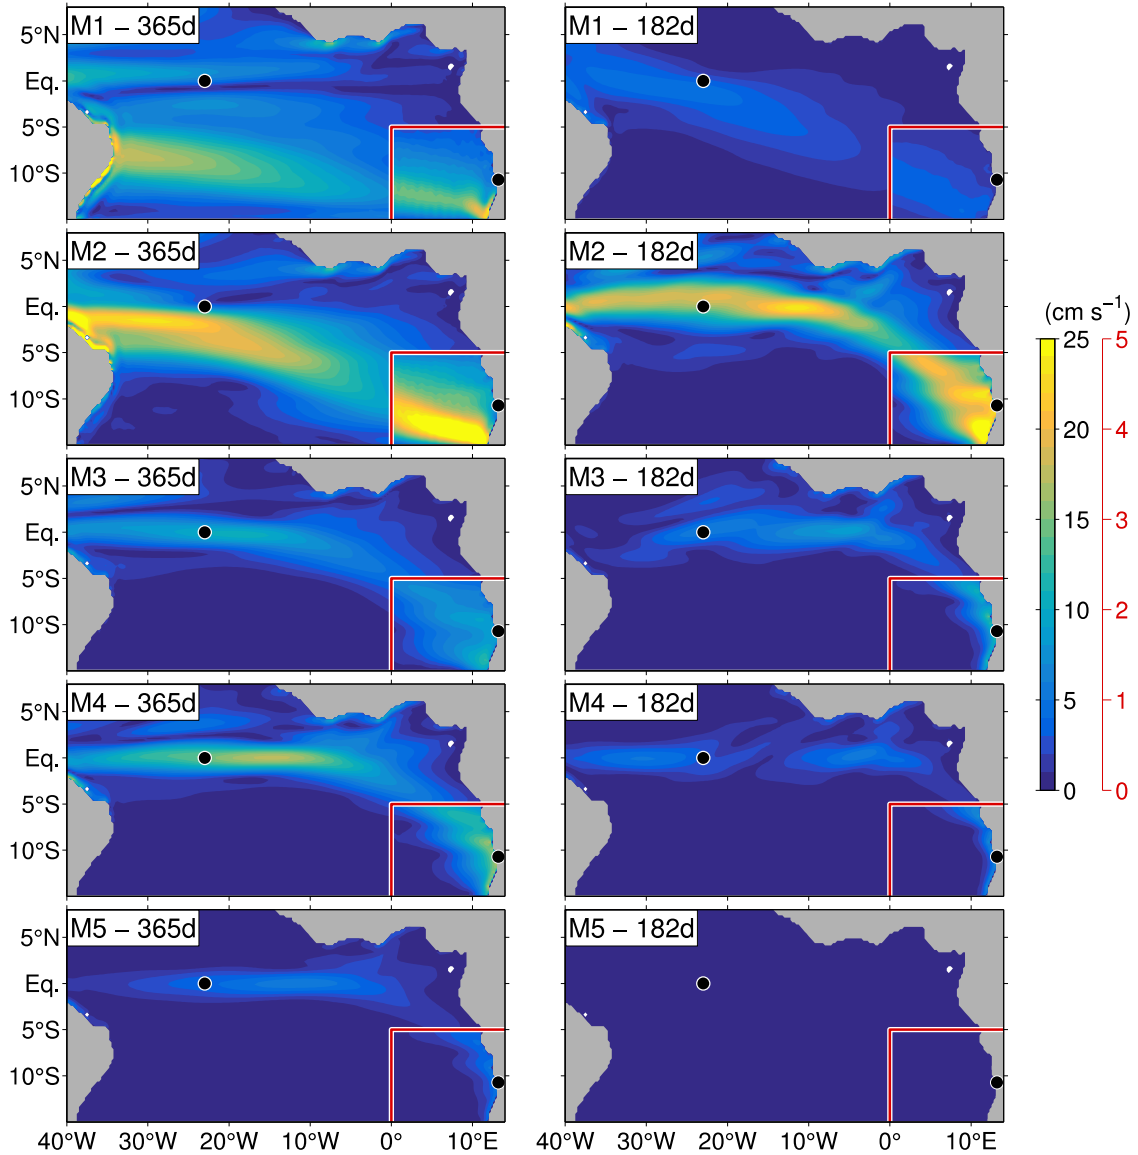 M1 – 365d
M1 – 182d
5°N
Eq.
5°S
10°S
M2 – 365d
M2 – 182d
5°N
Eq.
5°S
10°S
(cm s⁻¹)
25 5
20 4
15 3
10 2
5 1
0 0
M3 – 365d
M3 – 182d
5°N
Eq.
5°S
10°S
M4 – 365d
M4 – 182d
5°N
Eq.
5°S
10°S
M5 – 365d
M5 – 182d
5°N
Eq.
5°S
10°S
40°W 30°W 20°W 10°W 0° 10°E
40°W 30°W 20°W 10°W 0° 10°E